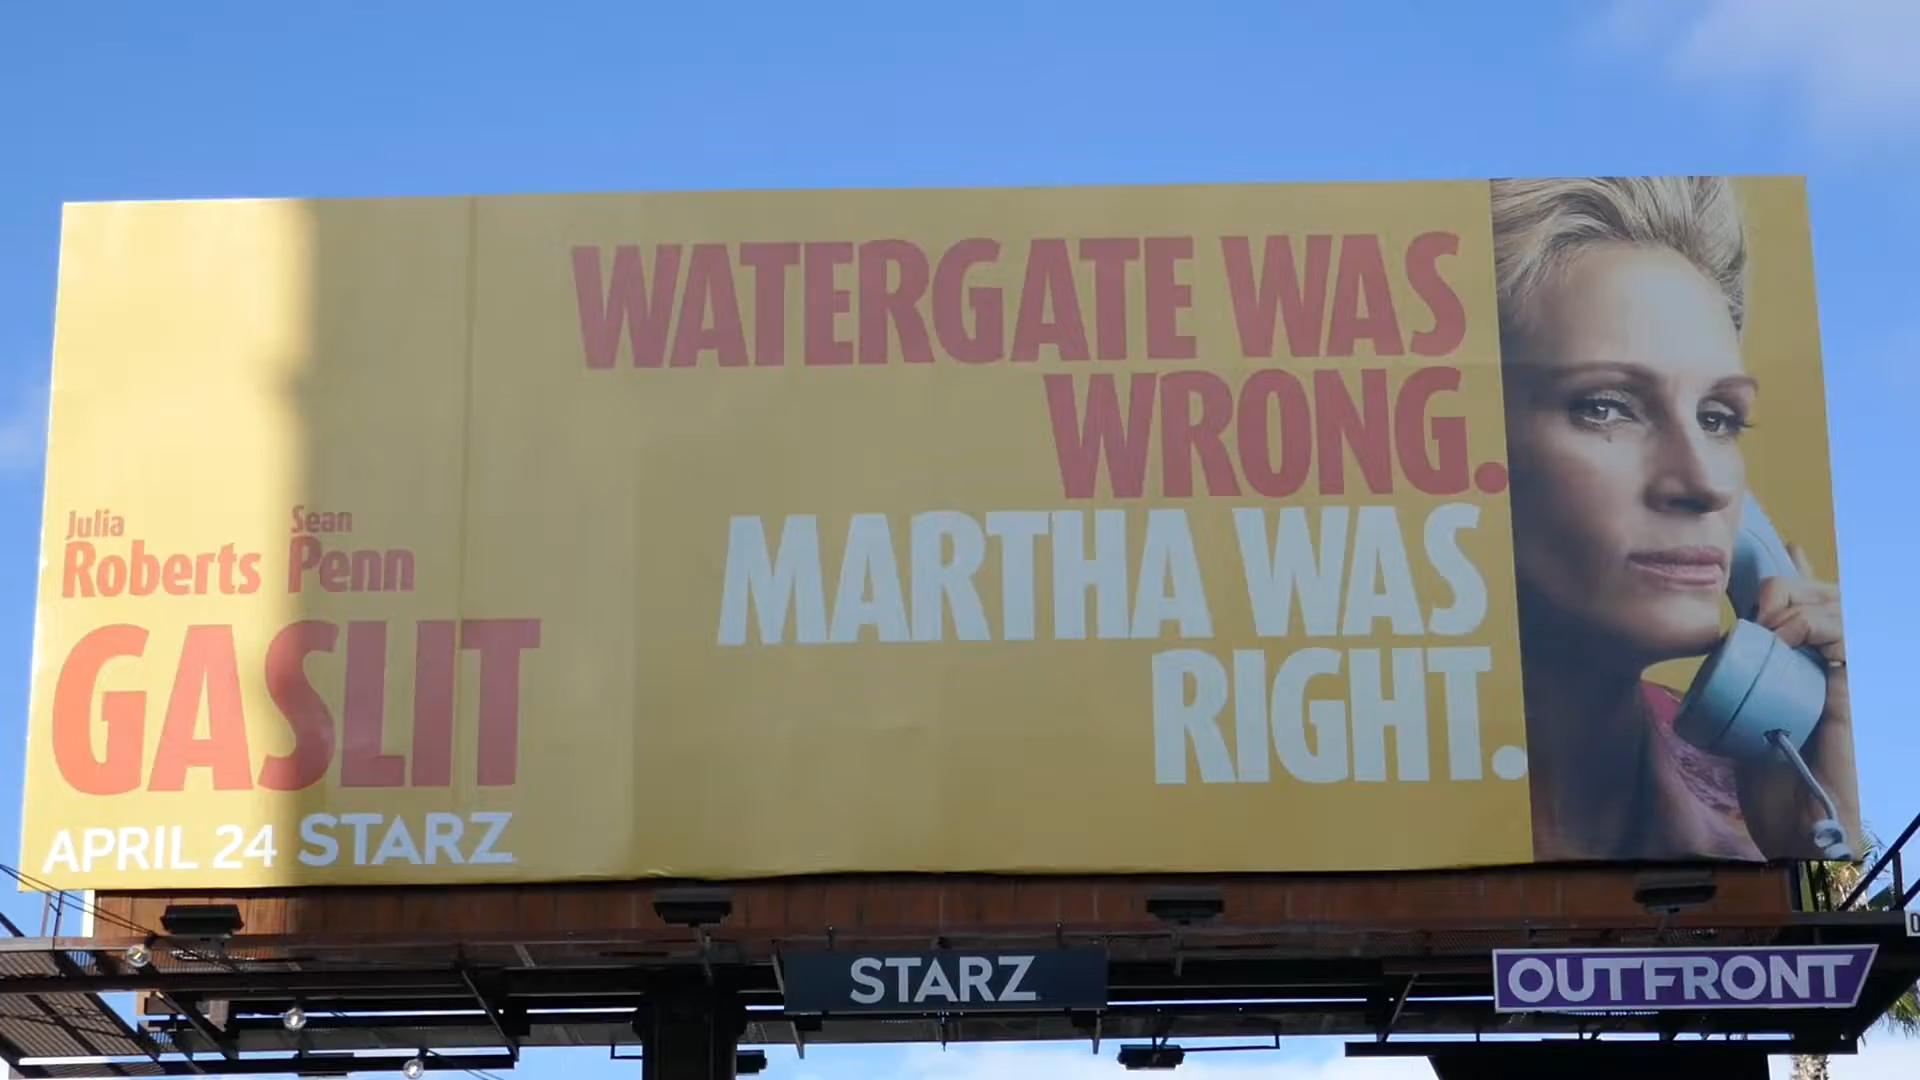 WATERGATE WAS
WRONG.
MARTHA WAS
RIGHT.
Julia Roberts
Sean Penn
GASLIT
APRIL 24 STARZ
STARZ
OUTFRONT